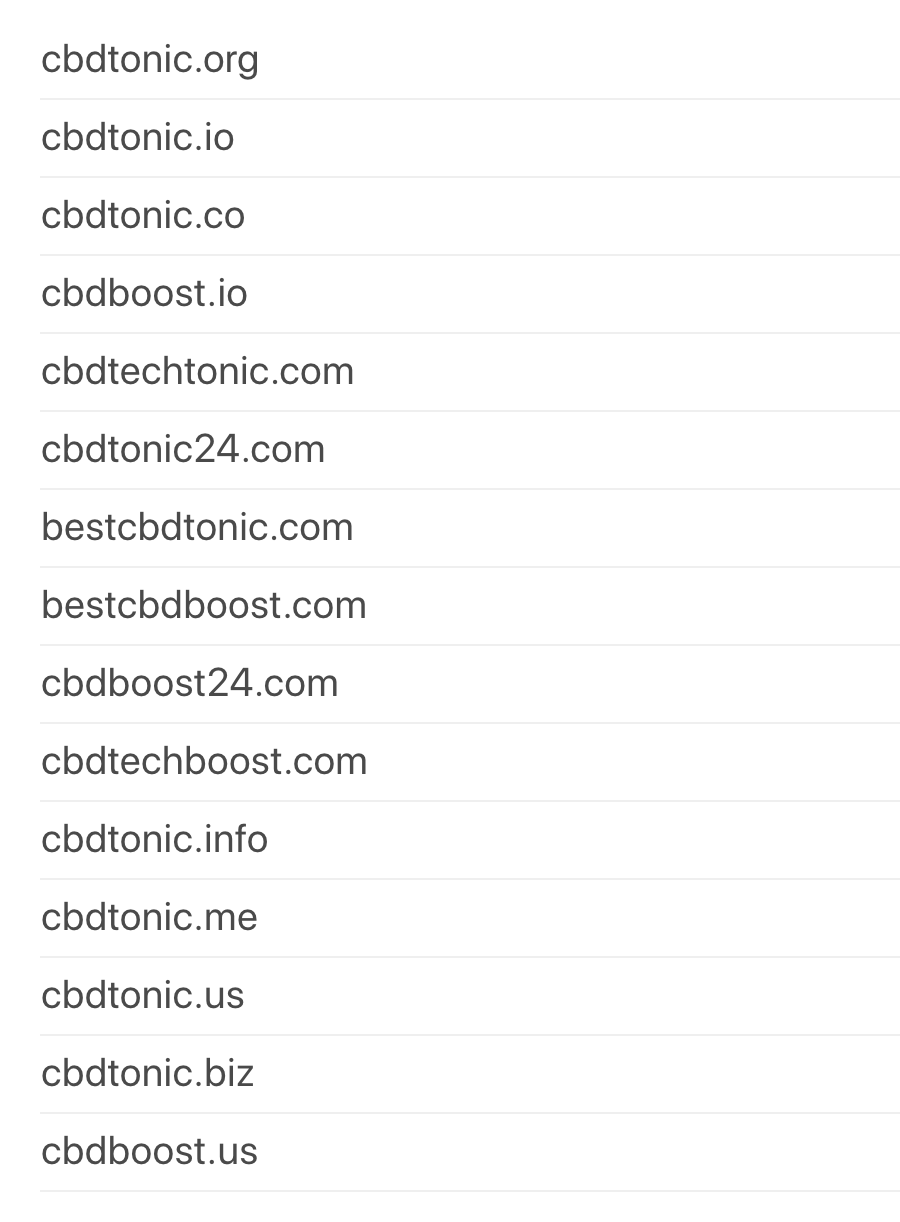 cbdtonic.org
cbdtonic.io
cbdtonic.co
cbdboost.io
cbdtechtonic.com
cbdtonic24.com
bestcbdtonic.com
bestcbdboost.com
cbdboost24.com
cbdtechboost.com
cbdtonic.info
cbdtonic.me
cbdtonic.us
cbdtonic.biz
cbdboost.us